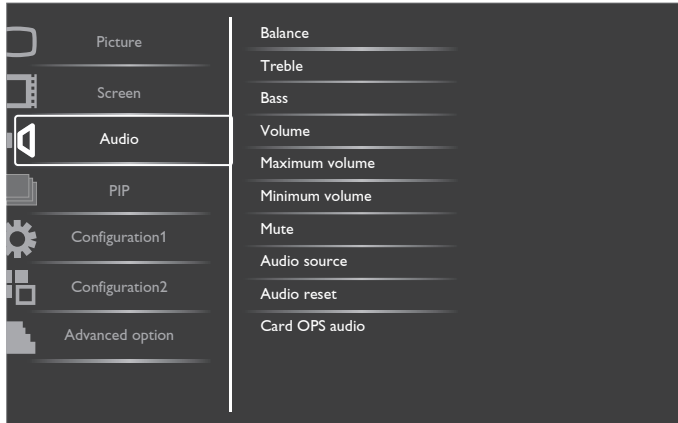 Picture
Screen
Audio
PIP
Configuration1
Configuration2
Advanced option
Balance
Treble
Bass
Volume
Maximum volume
Minimum volume
Mute
Audio source
Audio reset
Card OPS audio